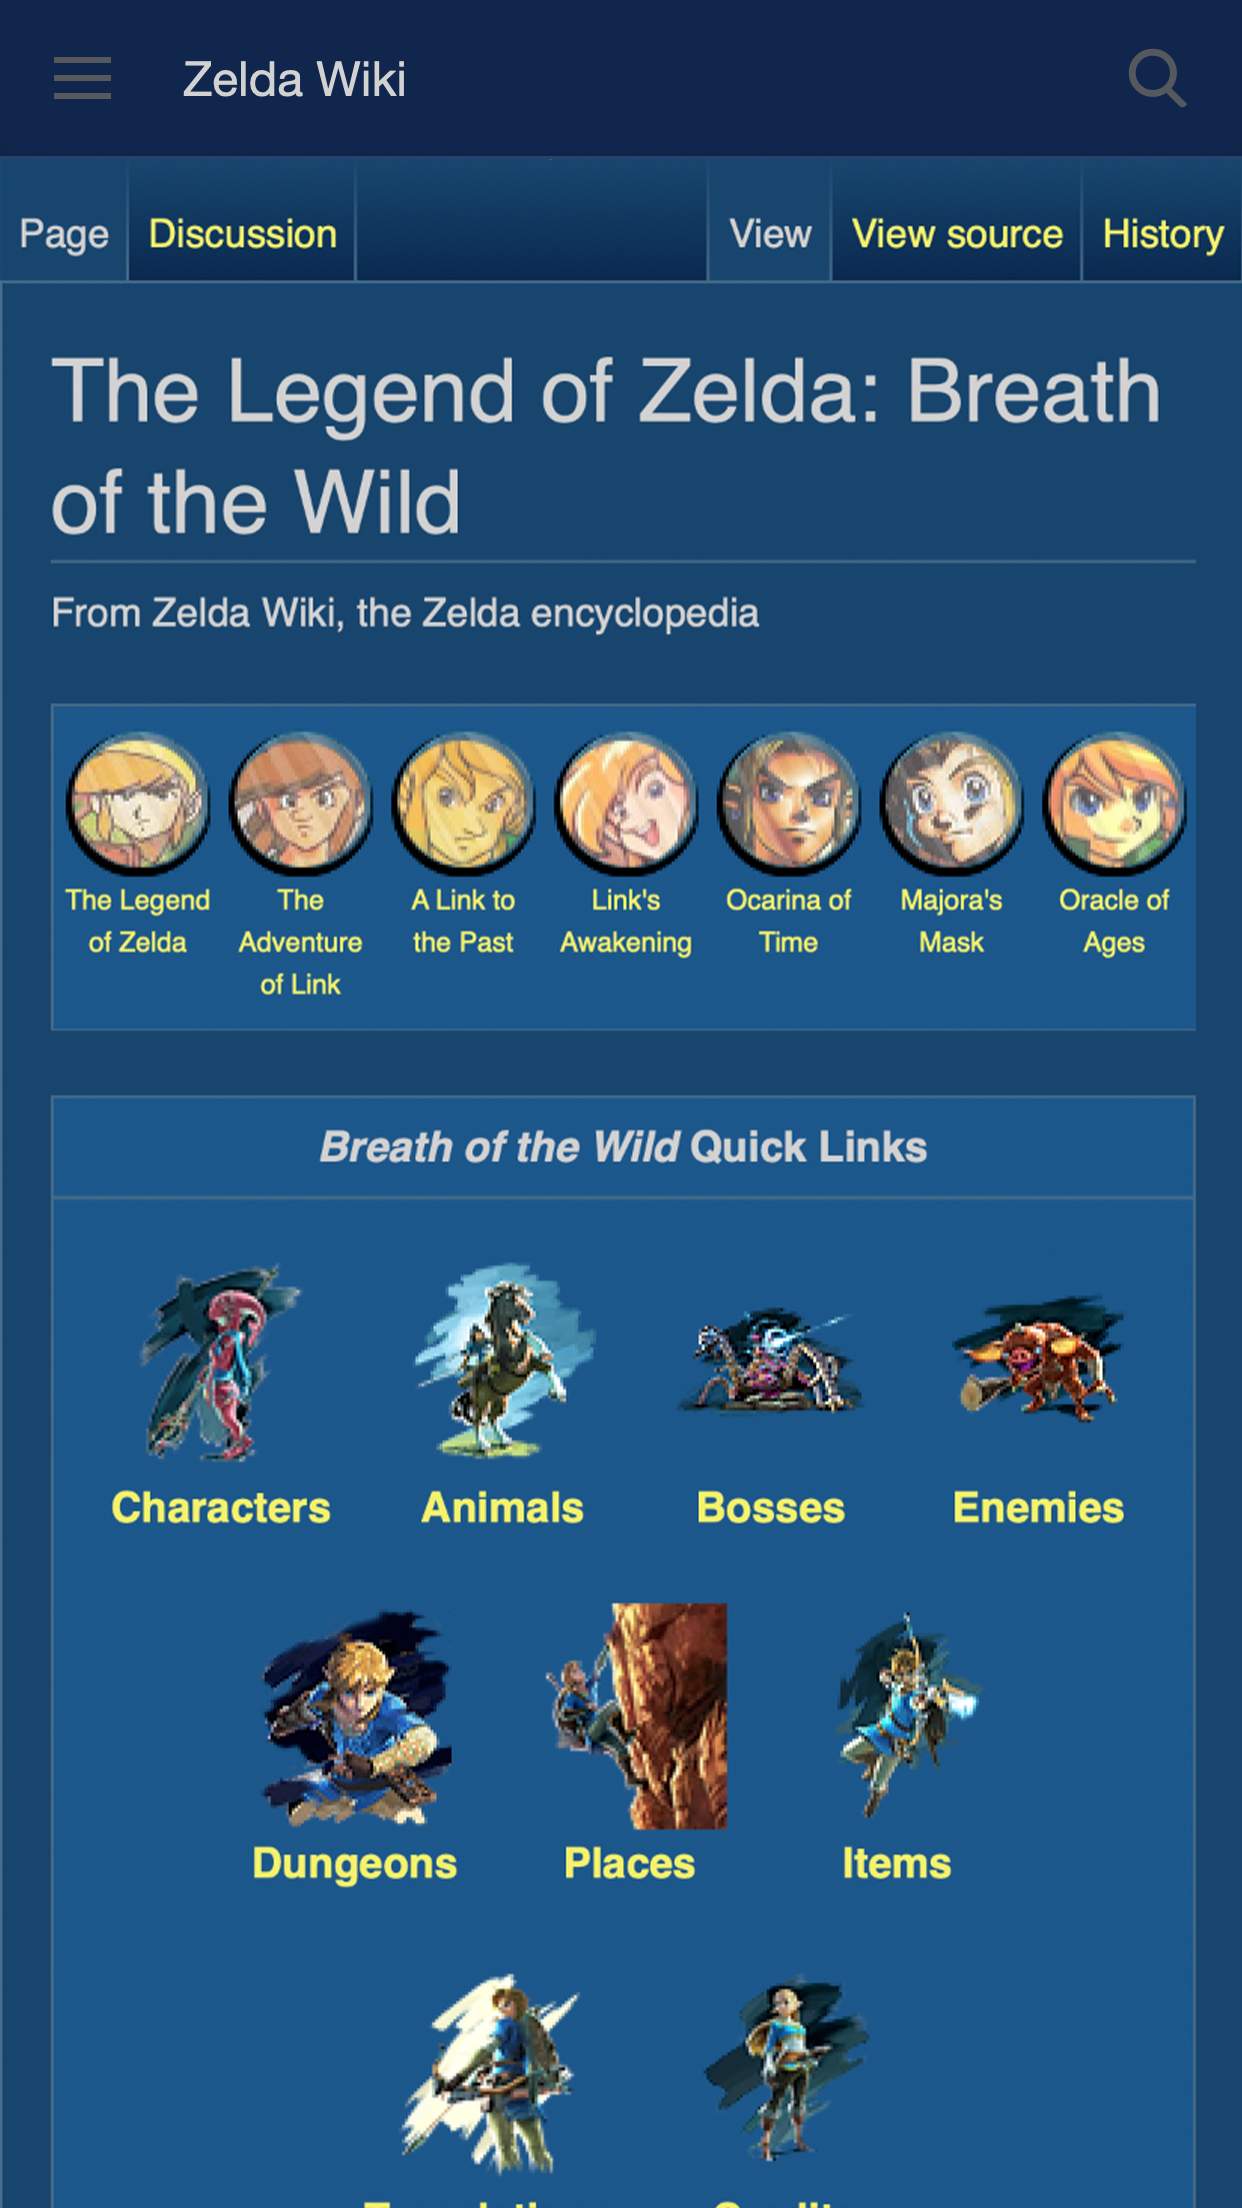 Zelda Wiki
Page Discussion View View source History
The Legend of Zelda: Breath
of the Wild
From Zelda Wiki, the Zelda encyclopedia
The Legend
of Zelda
The
Adventure
of Link
A Link to
the Past
Link's
Awakening
Ocarina of
Time
Majora's
Mask
Oracle of
Ages
Breath of the Wild Quick Links
Characters Animals Bosses Enemies
Dungeons Places Items